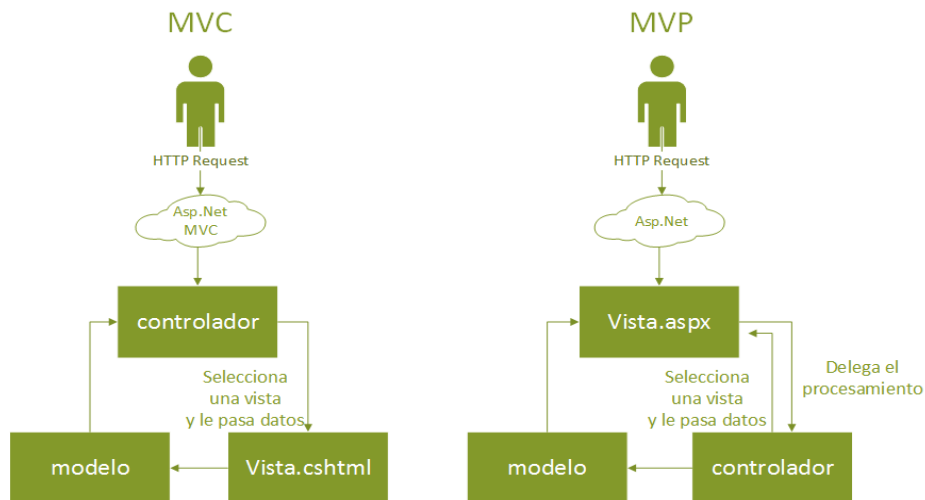 MVC
HTTP Request
Asp.Net
MVC
controlador
Selecciona
una vista
y le pasa datos
modelo
Vista.cshtml
MVP
HTTP Request
Asp.Net
Vista.aspx
Selecciona
una vista
y le pasa datos
Delega el
procesamiento
modelo
controlador